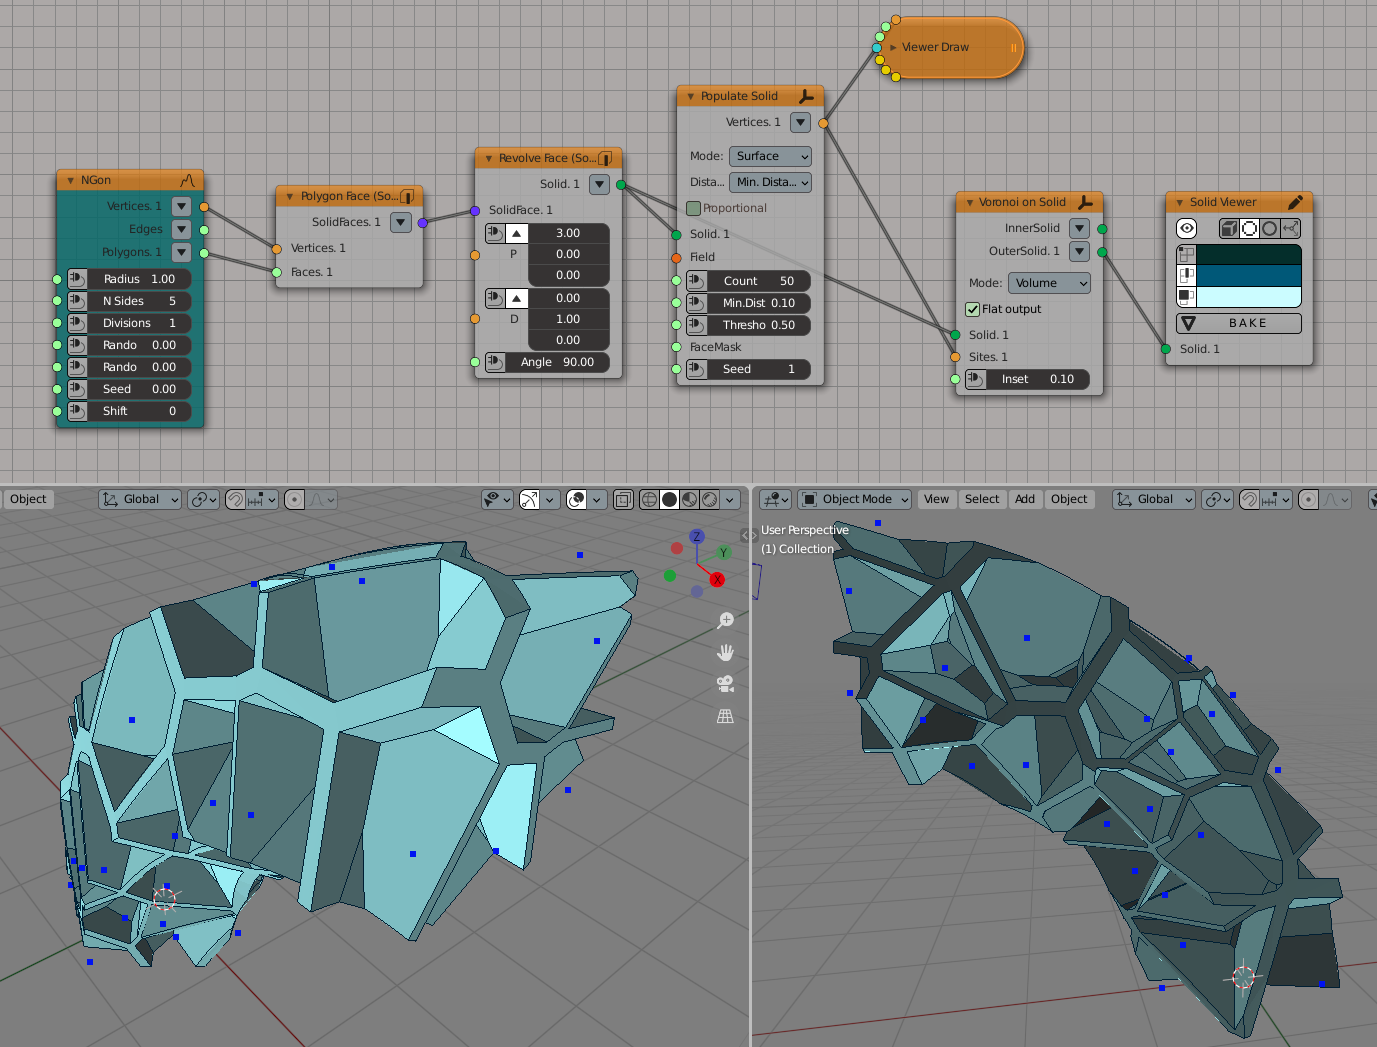 Viewer Draw
Populate Solid
Vertices. 1
Mode: Surface
Dista... Min. Dista...
Proportional
Solid. 1
Field
Count 50
Min.Dist 0.10
Thresho 0.50
FaceMask
Seed 1
NGon
Vertices. 1
Edges
Polygons. 1
Radius 1.00
N Sides 5
Divisions 1
Rando 0.00
Rando 0.00
Seed 0.00
Shift 0
Polygon Face (So...
SolidFaces. 1
Vertices. 1
Faces. 1
Revolve Face (So...
Solid. 1
SolidFace. 1
3.00
P 0.00
0.00
0.00
D 1.00
0.00
Angle 90.00
Voronoi on Solid
InnerSolid
OuterSolid. 1
Mode: Volume
Flat output
Solid. 1
Sites. 1
Inset 0.10
Solid Viewer
BAKE
Solid. 1
Object
Global
Object Mode
View
Select
Add
Object
Global
User Perspective
(1) Collection
Z
Y
X